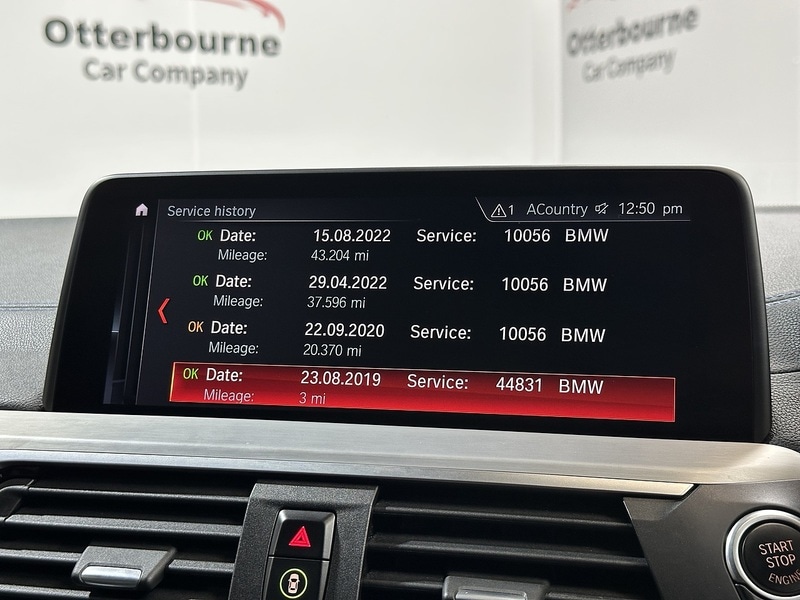 Otterbourne
Car Company
Otterbourne
Car Company
Service history 1 ACountry 12:50 pm
OK Date: 15.08.2022 Service: 10056 BMW
Mileage: 43.204 mi
OK Date: 29.04.2022 Service: 10056 BMW
Mileage: 37.596 mi
OK Date: 22.09.2020 Service: 10056 BMW
Mileage: 20.370 mi
OK Date: 23.08.2019 Service: 44831 BMW
Mileage: 3 mi
START
STOP
ENGINE